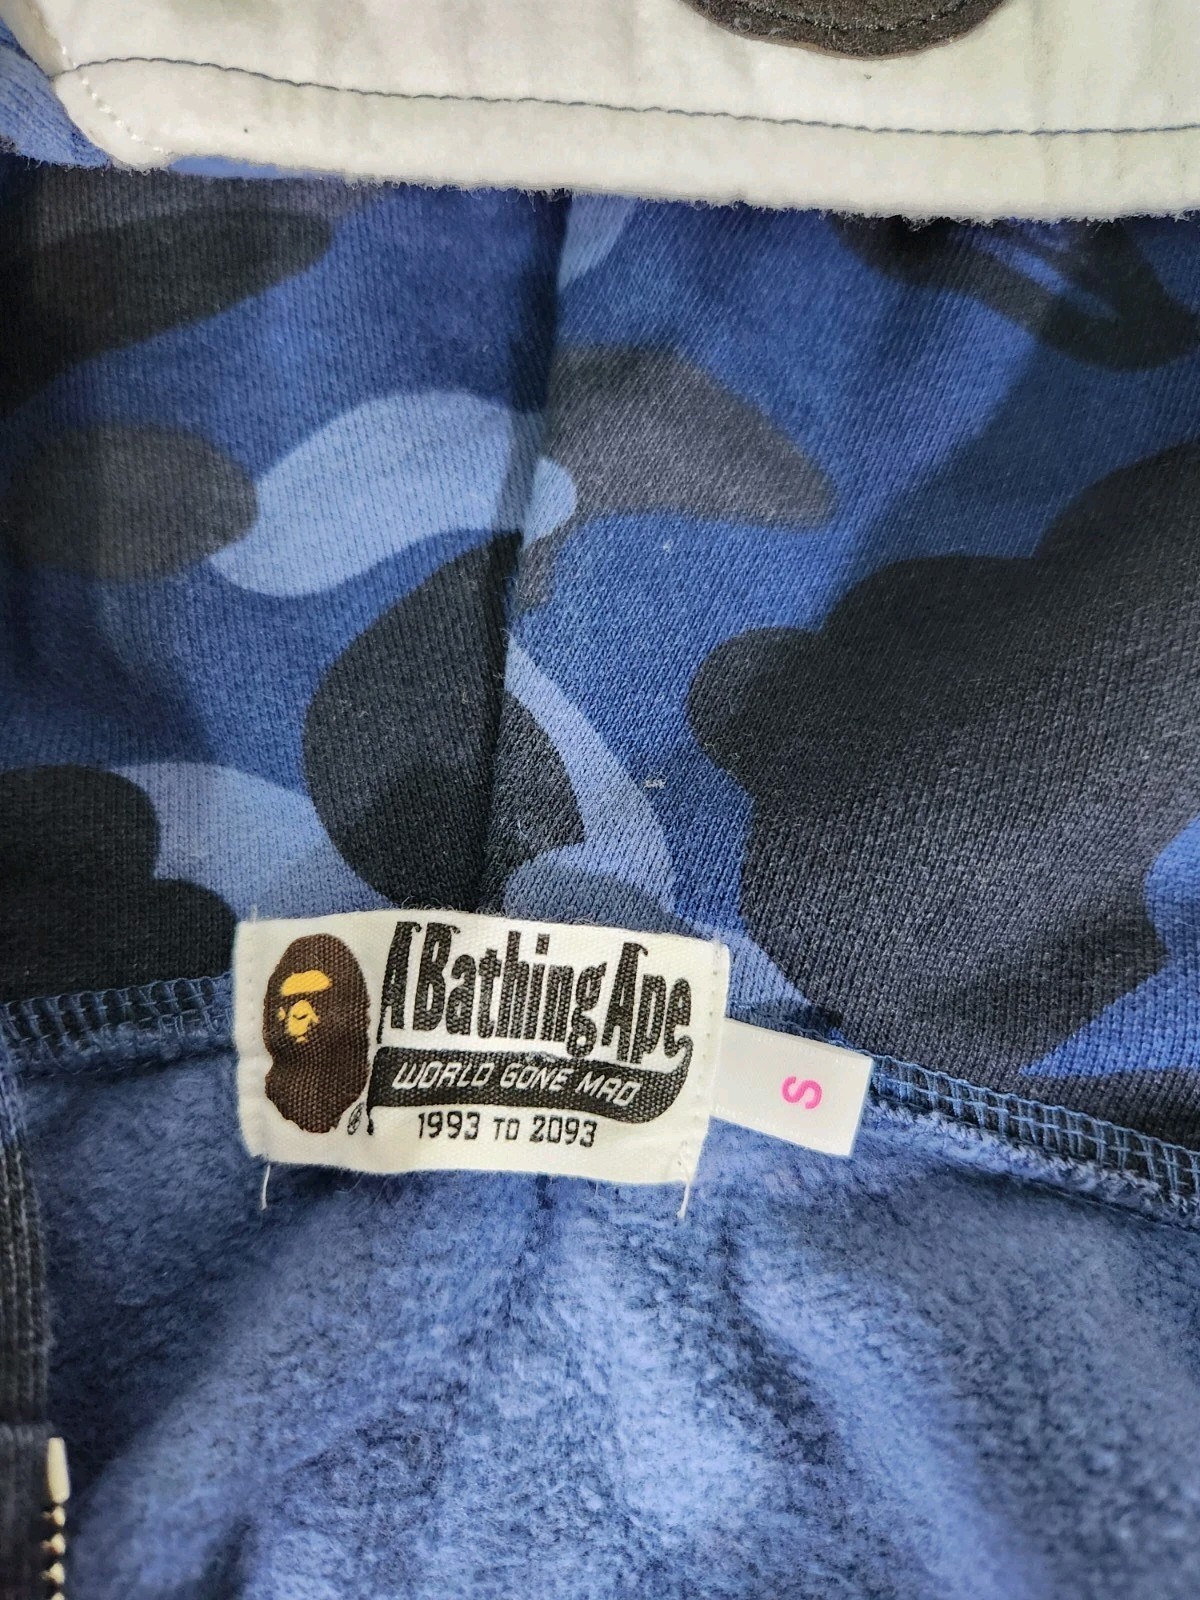 A Bathing Ape
WORLD GONE MAD
1993 TO 2093
®
S